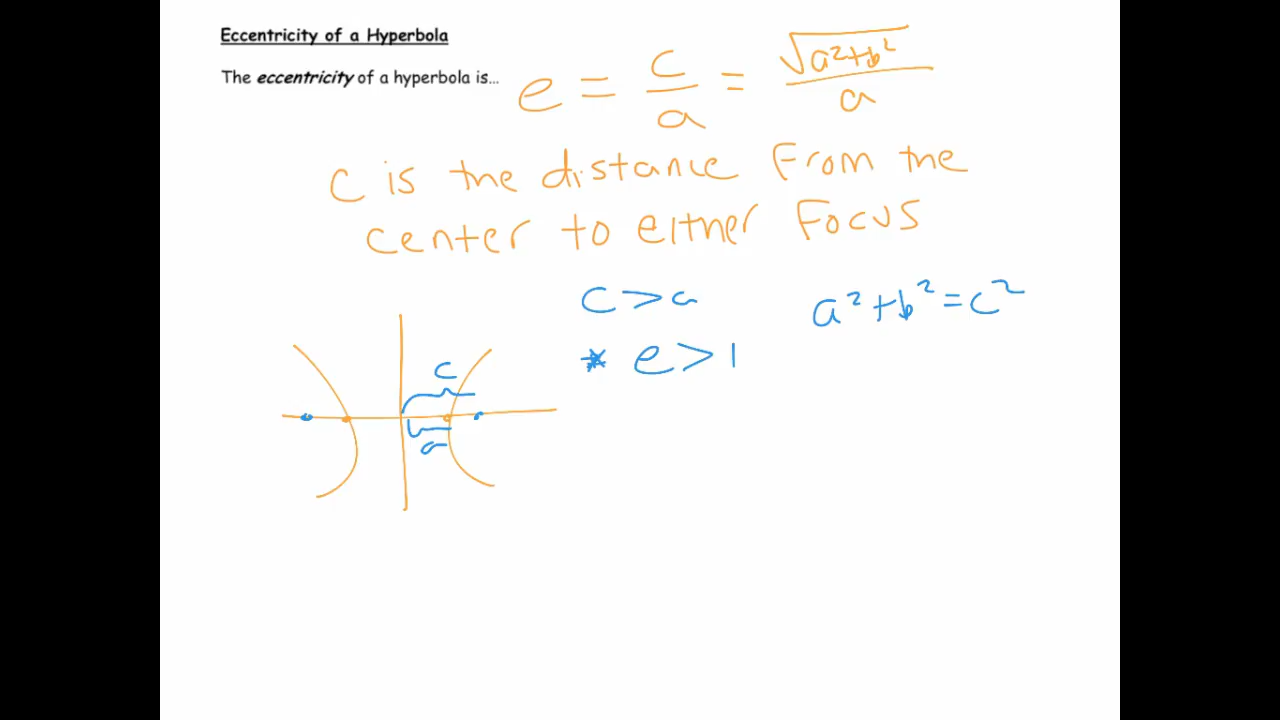 Eccentricity of a Hyperbola
The eccentricity of a hyperbola is...
e = c/a = √(a²+b²)/a
C is the distance From the
center to either Focus
c > a
a² + b² = c²
* e > 1
c
a